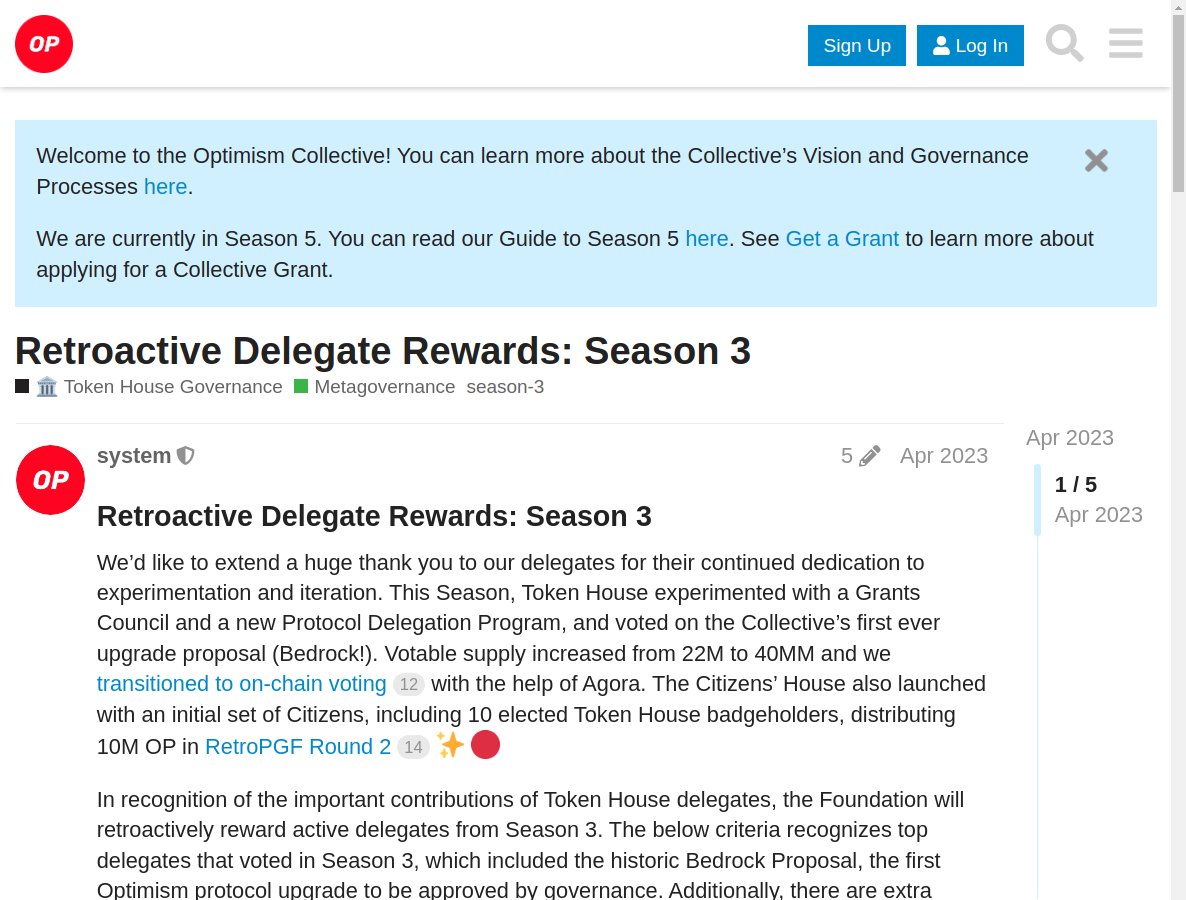 OP
Sign Up
Log In
Welcome to the Optimism Collective! You can learn more about the Collective’s Vision and Governance
Processes here.
We are currently in Season 5. You can read our Guide to Season 5 here. See Get a Grant to learn more about
applying for a Collective Grant.
Retroactive Delegate Rewards: Season 3
Token House Governance Metagovernance season-3
OP
system
5
Apr 2023
Apr 2023
1 / 5
Apr 2023
Retroactive Delegate Rewards: Season 3
We’d like to extend a huge thank you to our delegates for their continued dedication to
experimentation and iteration. This Season, Token House experimented with a Grants
Council and a new Protocol Delegation Program, and voted on the Collective’s first ever
upgrade proposal (Bedrock!). Votable supply increased from 22M to 40MM and we
transitioned to on-chain voting 12 with the help of Agora. The Citizens’ House also launched
with an initial set of Citizens, including 10 elected Token House badgeholders, distributing
10M OP in RetroPGF Round 2 14 ✨🔴
In recognition of the important contributions of Token House delegates, the Foundation will
retroactively reward active delegates from Season 3. The below criteria recognizes top
delegates that voted in Season 3, which included the historic Bedrock Proposal, the first
Optimism protocol upgrade to be approved by governance. Additionally, there are extra